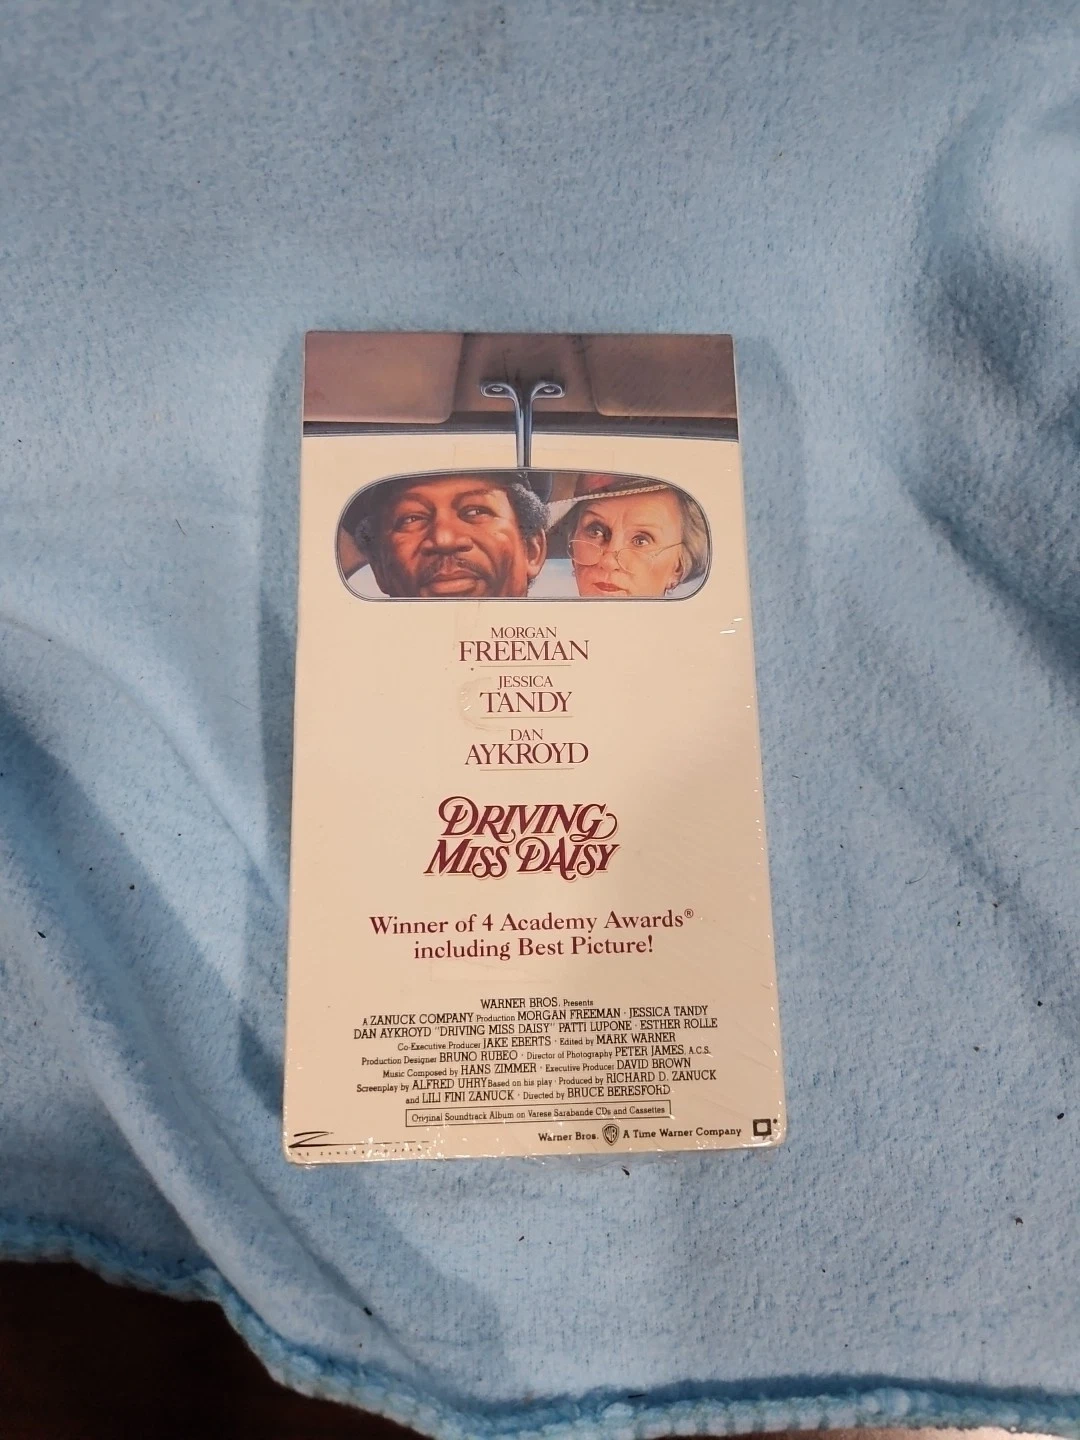 MORGAN
FREEMAN
JESSICA
TANDY
DAN
AYKROYD
DRIVING
MISS DAISY
Winner of 4 Academy Awards®
including Best Picture!
WARNER BROS. Presents
A ZANUCK COMPANY Production MORGAN FREEMAN · JESSICA TANDY
DAN AYKROYD "DRIVING MISS DAISY" PATTI LUPONE · ESTHER ROLLE
Co-Executive Producer JAKE EBERTS · Edited by MARK WARNER
Production Designer BRUNO RUBEO · Director of Photography PETER JAMES, A.C.S.
Music Composed by HANS ZIMMER · Executive Producer DAVID BROWN
Screenplay by ALFRED UHRY Based on his play · Produced by RICHARD D. ZANUCK
and LILI FINI ZANUCK · Directed by BRUCE BERESFORD
Original Soundtrack Album on Varese Sarabande CDs and Cassettes
Warner Bros. WB A Time Warner Company